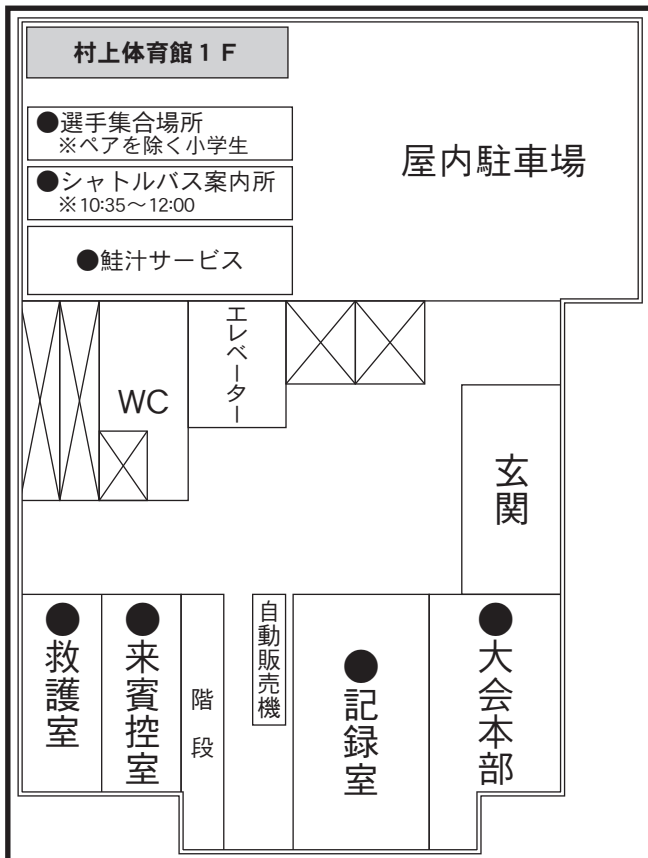 村上体育館１Ｆ
●選手集合場所
※ペアを除く小学生
●シャトルバス案内所
※10:35～12:00
●鮭汁サービス
屋内駐車場
WC
エレベーター
玄関
●救護室
●来賓控室
階段
自動販売機
●記録室
●大会本部